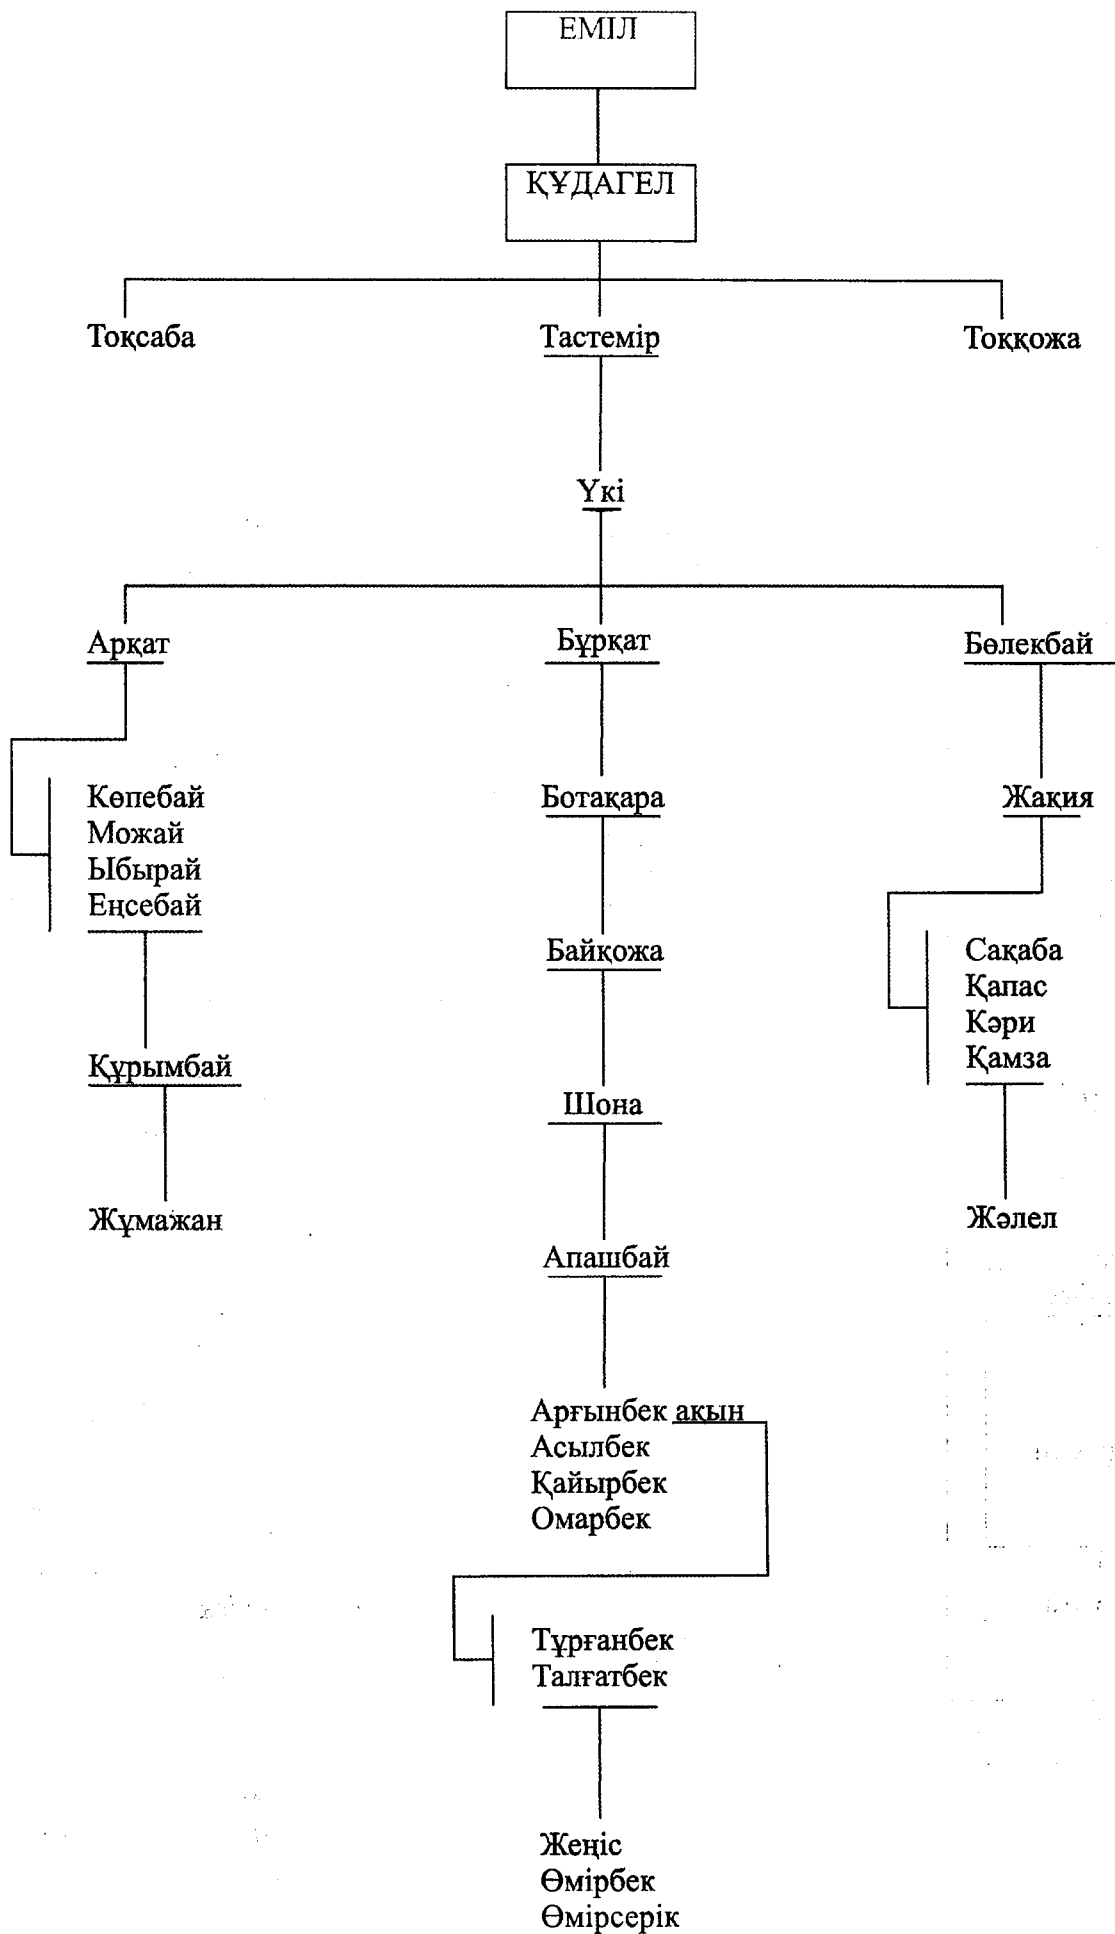 ЕМІЛ
ҚҰДАГЕЛ
Тоқсаба
Тастемір
Тоққожа
Үкі
Арқат
Бұрқат
Бөлекбай
Көпебай
Можай
Ыбырай
Еңсебай
Ботақара
Жақия
Байқожа
Сақаба
Қапас
Кәри
Қамза
Құрымбай
Шона
Жұмажан
Жәлел
Апашбай
Арғынбек ақын
Асылбек
Қайырбек
Омарбек
Тұрғанбек
Талғатбек
Жеңіс
Өмірбек
Өмірсерік